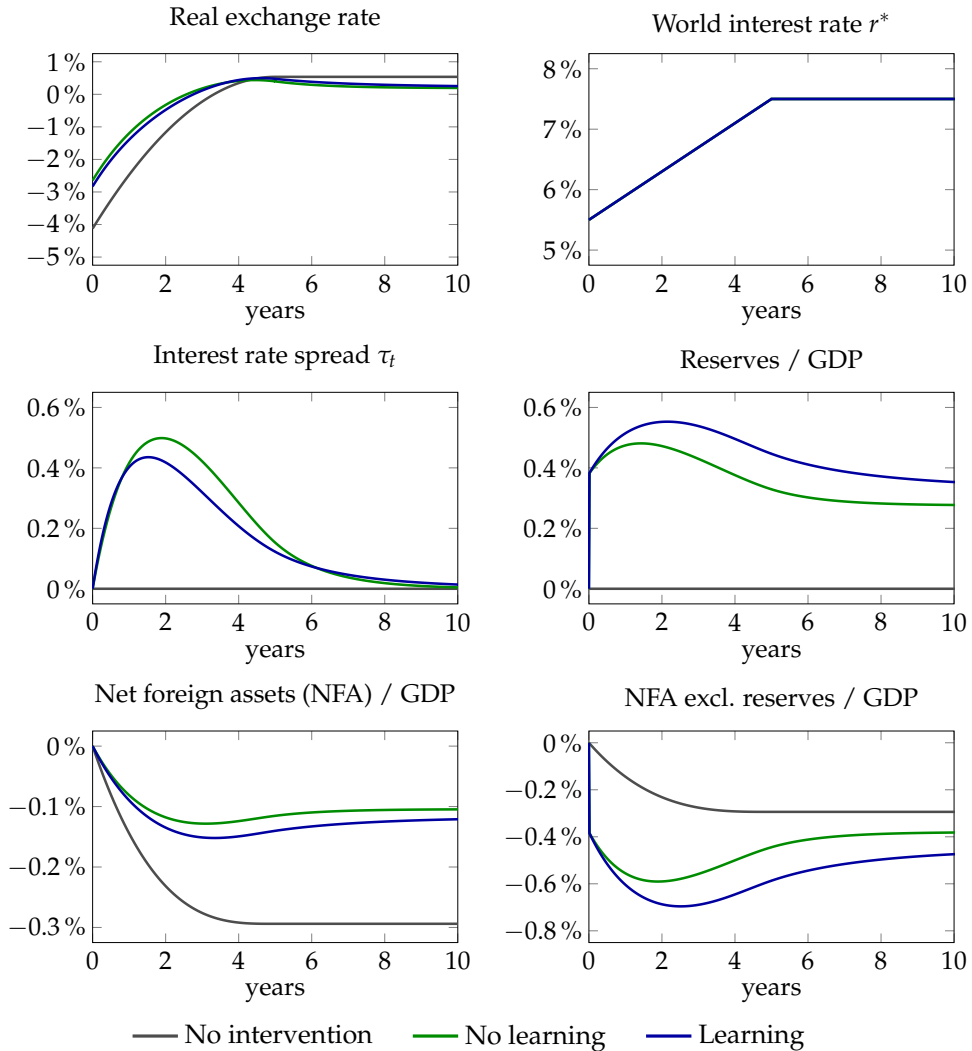 Real exchange rate
1 %
0 %
−1 %
−2 %
−3 %
−4 %
−5 %
0 2 4 6 8 10
years
World interest rate r*
8 %
7 %
6 %
5 %
0 2 4 6 8 10
years
Interest rate spread τt
0.6 %
0.4 %
0.2 %
0 %
0 2 4 6 8 10
years
Reserves / GDP
0.6 %
0.4 %
0.2 %
0 %
0 2 4 6 8 10
years
Net foreign assets (NFA) / GDP
0 %
−0.1 %
−0.2 %
−0.3 %
0 2 4 6 8 10
years
NFA excl. reserves / GDP
0 %
−0.2 %
−0.4 %
−0.6 %
−0.8 %
0 2 4 6 8 10
years
No intervention No learning Learning